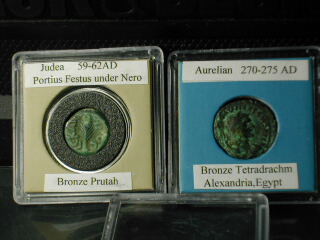 Judea 59-62AD
Portius Festus under Nero
Bronze Prutah
Aurelian 270-275 AD
Bronze Tetradrachm
Alexandria,Egypt